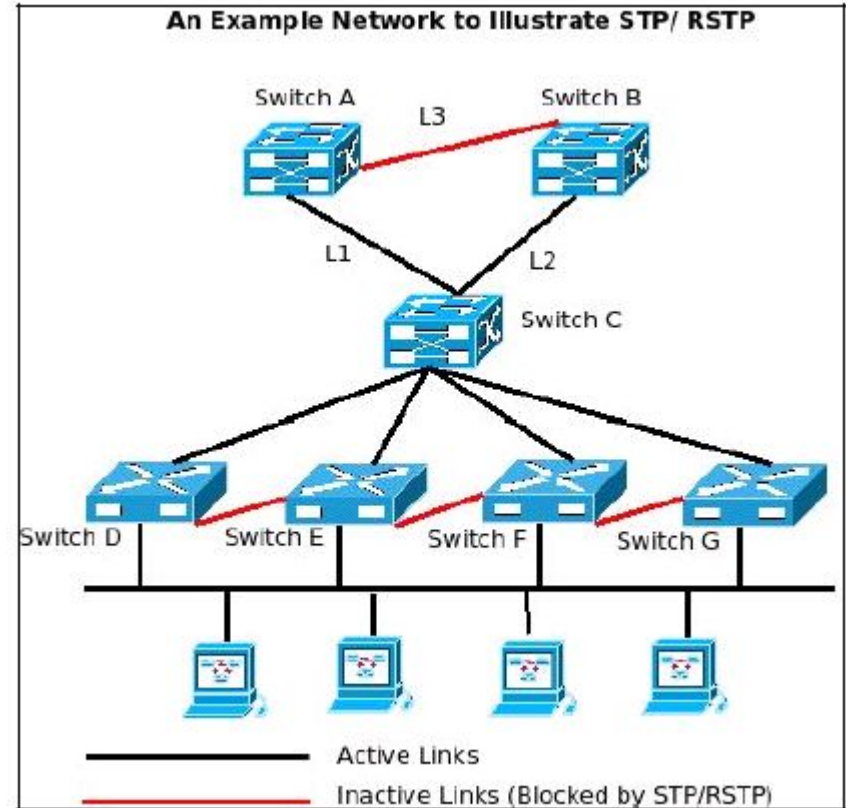 An Example Network to Illustrate STP/ RSTP
Switch A
Switch B
L3
L1
L2
Switch C
Switch D
Switch E
Switch F
Switch G
Active Links
Inactive Links (Blocked by STP/RSTP)